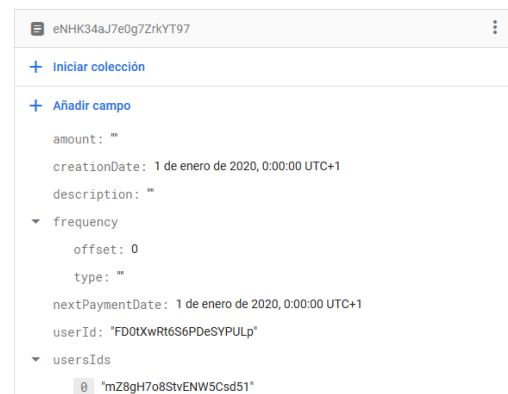 eNHK34aJ7e0g7ZrkYT97
+ Iniciar colección
+ Añadir campo
amount: ""
creationDate: 1 de enero de 2020, 0:00:00 UTC+1
description: ""
frequency
offset: 0
type: ""
nextPaymentDate: 1 de enero de 2020, 0:00:00 UTC+1
userId: "FD0tXwRt6S6PDeSYPULp"
usersIds
0 "mZ8gH7o8StvENW5Csd51"